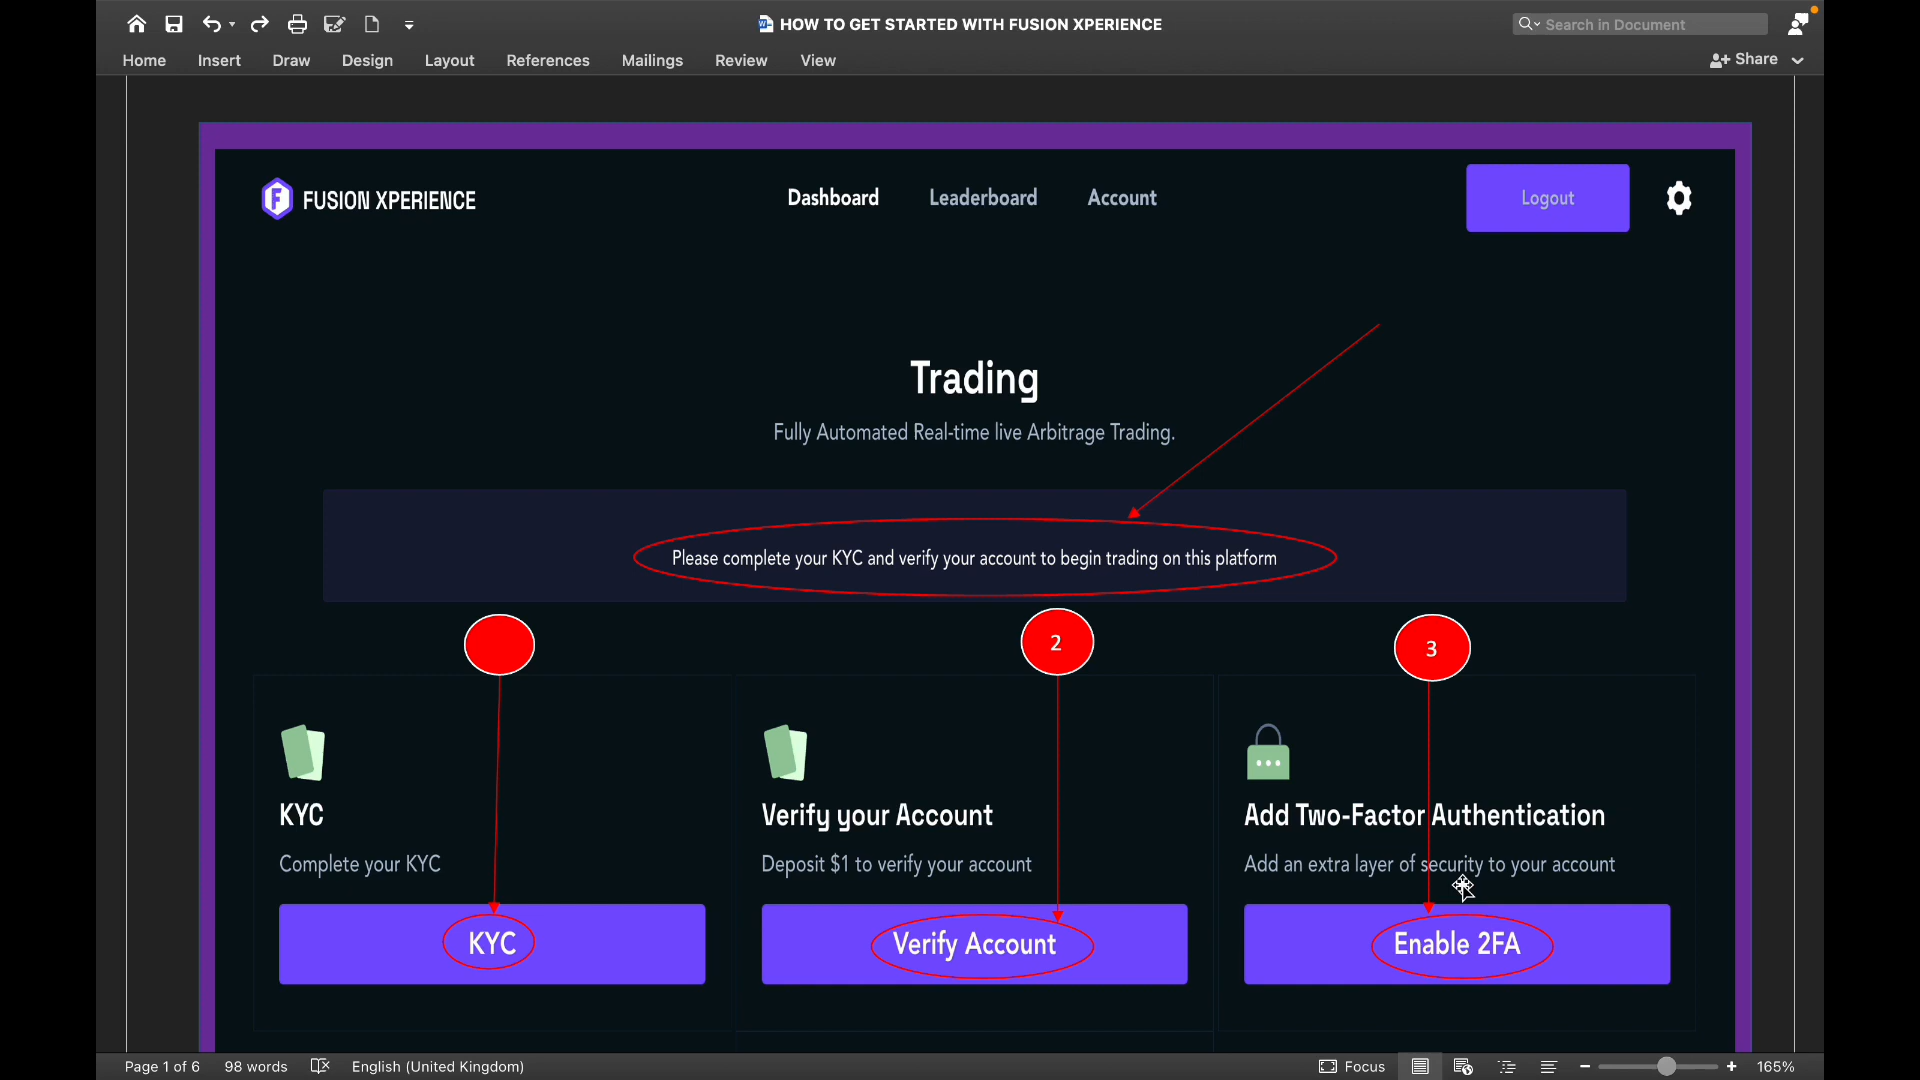 HOW TO GET STARTED WITH FUSION XPERIENCE
Search in Document
Home Insert Draw Design Layout References Mailings Review View
Share
FUSION XPERIENCE
Dashboard Leaderboard Account
Logout
Trading
Fully Automated Real-time live Arbitrage Trading.
Please complete your KYC and verify your account to begin trading on this platform
2
3
KYC
Complete your KYC
KYC
Verify your Account
Deposit $1 to verify your account
Verify Account
Add Two-Factor Authentication
Add an extra layer of security to your account
Enable 2FA
Page 1 of 6 98 words English (United Kingdom) Focus 165%